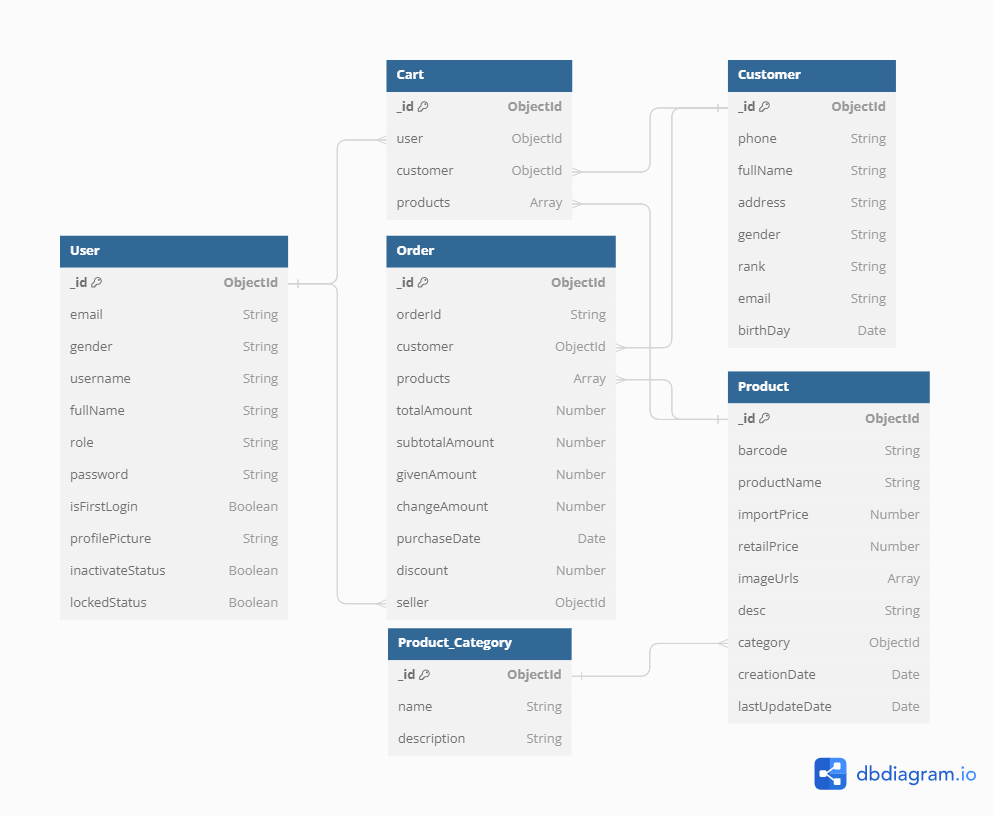 Cart
_id ObjectId
user ObjectId
customer ObjectId
products Array
Customer
_id ObjectId
phone String
fullName String
address String
gender String
rank String
email String
birthDay Date
User
_id ObjectId
email String
gender String
username String
fullName String
role String
password String
isFirstLogin Boolean
profilePicture String
inactivateStatus Boolean
lockedStatus Boolean
Order
_id ObjectId
orderId String
customer ObjectId
products Array
totalAmount Number
subtotalAmount Number
givenAmount Number
changeAmount Number
purchaseDate Date
discount Number
seller ObjectId
Product
_id ObjectId
barcode String
productName String
importPrice Number
retailPrice Number
imageUrls Array
desc String
category ObjectId
creationDate Date
lastUpdateDate Date
Product_Category
_id ObjectId
name String
description String
dbdiagram.io